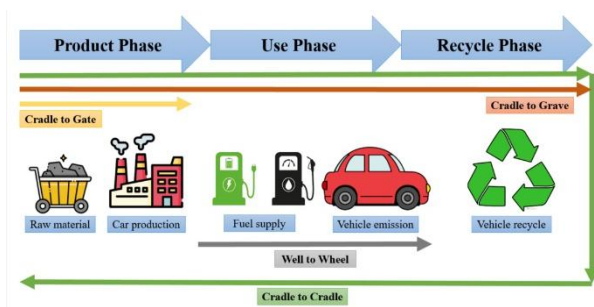 Product Phase
Use Phase
Recycle Phase
Cradle to Gate
Cradle to Grave
Raw material
Car production
Fuel supply
Vehicle emission
Vehicle recycle
Well to Wheel
Cradle to Cradle